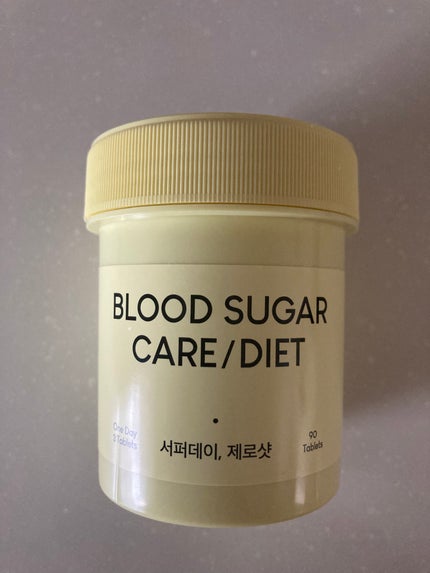 BLOOD SUGAR
CARE/DIET
One Day
3 Tablets
서퍼데이, 제로샷
90
Tablets